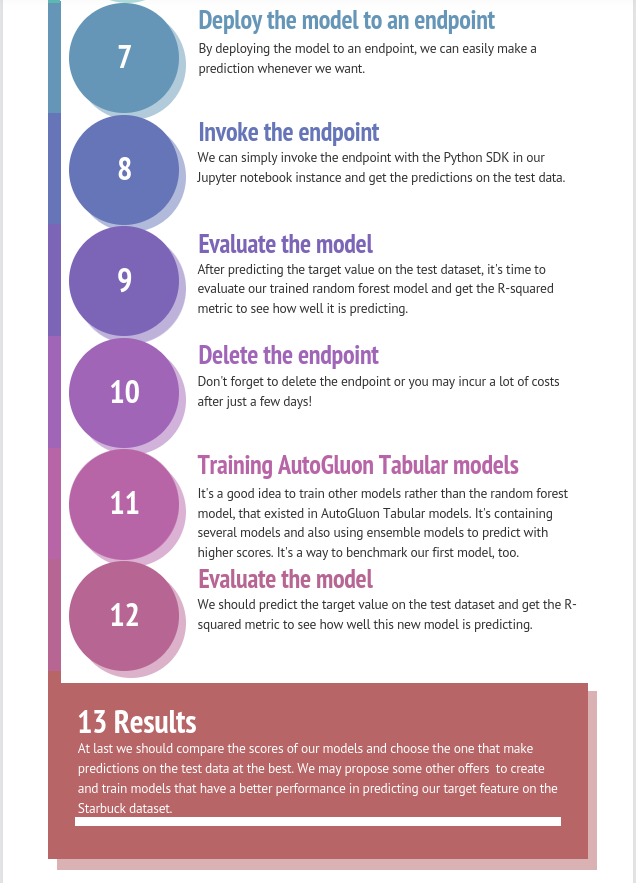 7
Deploy the model to an endpoint
By deploying the model to an endpoint, we can easily make a
prediction whenever we want.
8
Invoke the endpoint
We can simply invoke the endpoint with the Python SDK in our
Jupyter notebook instance and get the predictions on the test data.
9
Evaluate the model
After predicting the target value on the test dataset, it's time to
evaluate our trained random forest model and get the R-squared
metric to see how well it is predicting.
10
Delete the endpoint
Don't forget to delete the endpoint or you may incur a lot of costs
after just a few days!
11
Training AutoGluon Tabular models
It's a good idea to train other models rather than the random forest
model, that existed in AutoGluon Tabular models. It's containing
several models and also using ensemble models to predict with
higher scores. It's a way to benchmark our first model, too.
12
Evaluate the model
We should predict the target value on the test dataset and get the R-
squared metric to see how well this new model is predicting.
13 Results
At last we should compare the scores of our models and choose the one that make
predictions on the test data at the best. We may propose some other offers  to create
and train models that have a better performance in predicting our target feature on the
Starbuck dataset.